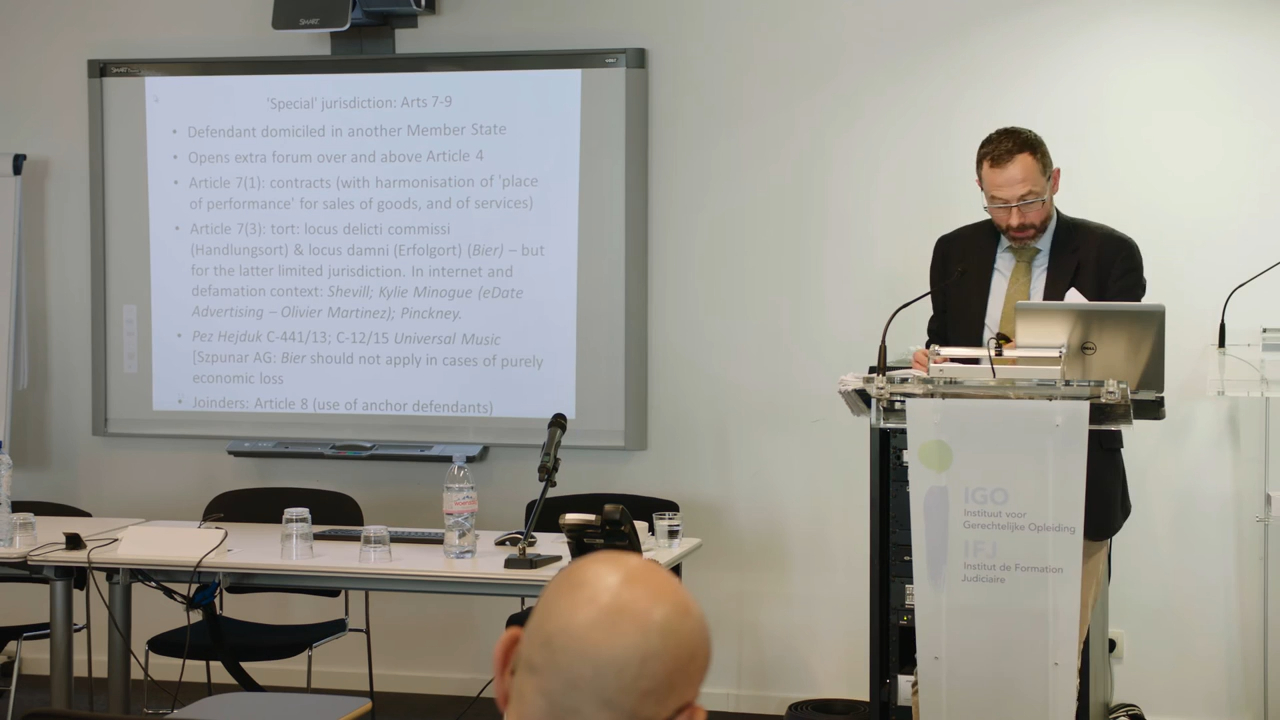 SMART
'Special' jurisdiction: Arts 7-9
• Defendant domiciled in another Member State
• Opens extra forum over and above Article 4
• Article 7(1): contracts (with harmonisation of 'place
of performance' for sales of goods, and of services)
• Article 7(3): tort: locus delicti commissi
(Handlungsort) & locus damni (Erfolgort) (Bier) – but
for the latter limited jurisdiction. In internet and
defamation context: Shevill; Kylie Minogue (eDate
Advertising – Olivier Martinez); Pinckney.
• Pez Hejduk C-441/13; C-12/15 Universal Music
[Szpunar AG: Bier should not apply in cases of purely
economic loss
• Joinders: Article 8 (use of anchor defendants)
DELL
IGO
Instituut voor
Gerechtelijke Opleiding
IFJ
Institut de Formation
Judiciaire